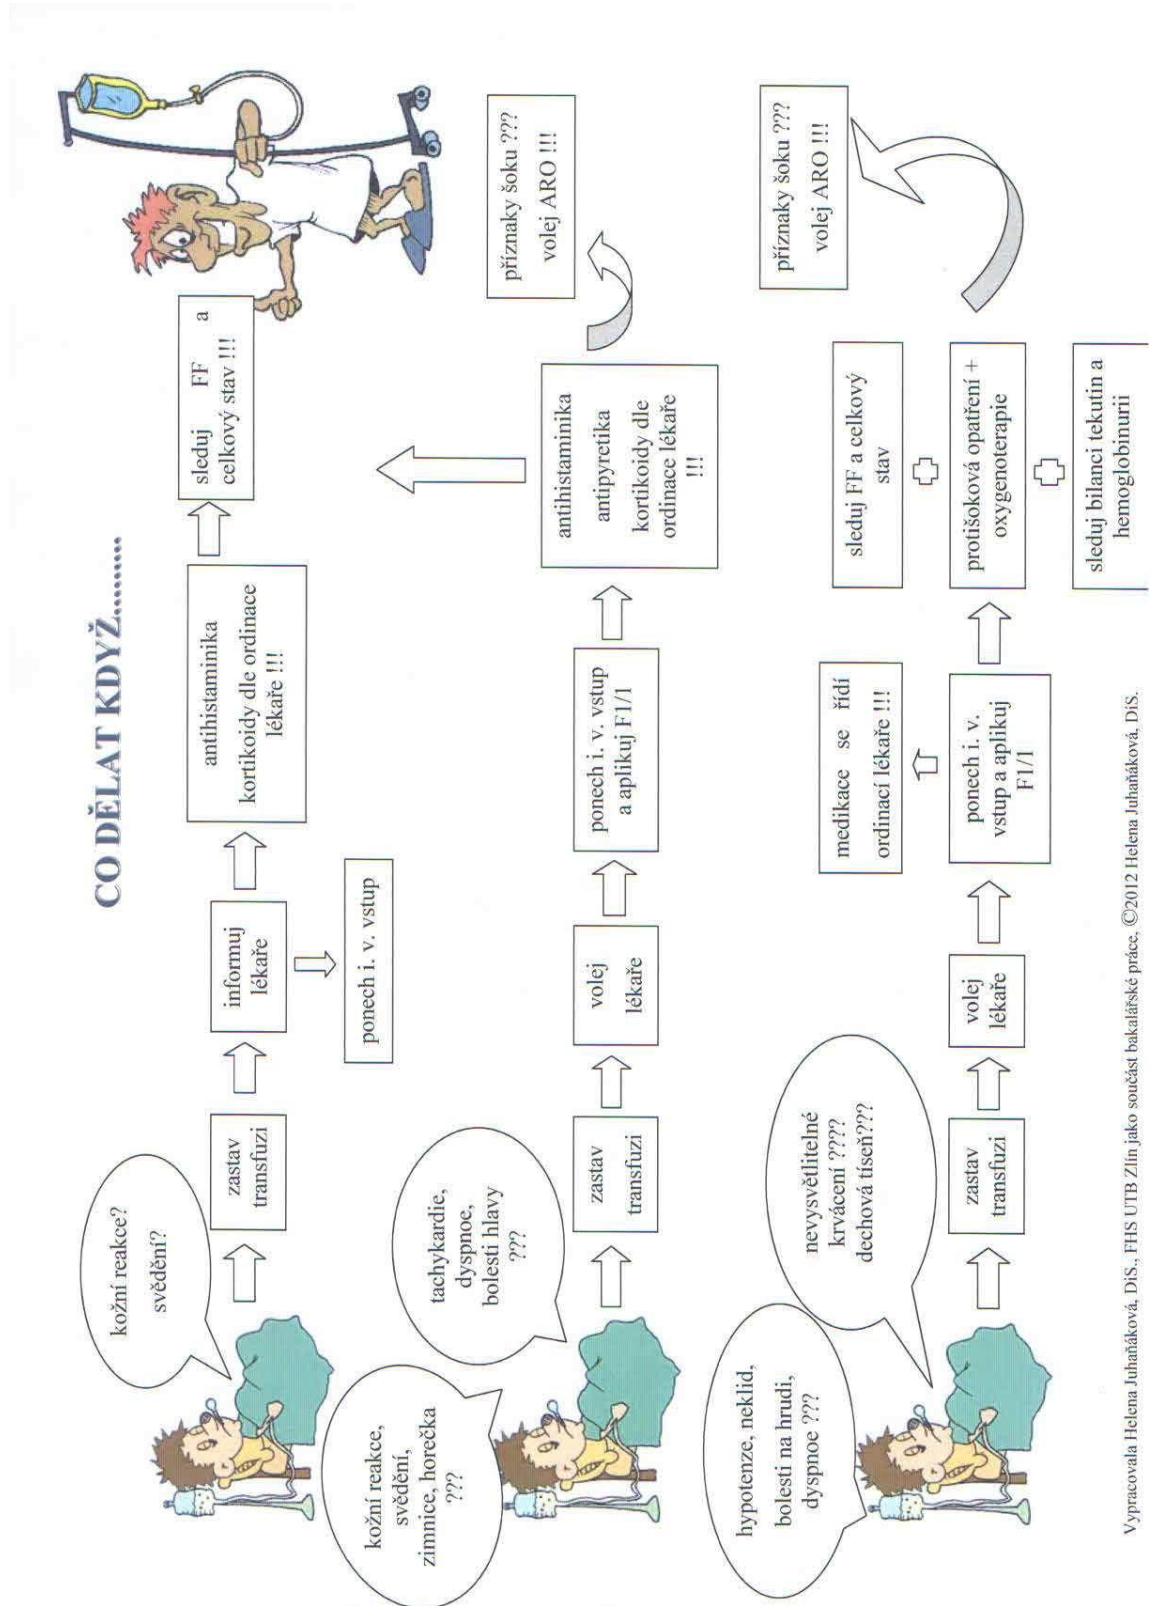 CO DĚLAT KDYŽ.........
kožní reakce?
svědění?
zastav
transfuzi
informuj
lékaře
ponech i. v. vstup
antihistaminika
kortikoidy dle ordinace
lékaře !!!
sleduj FF a
celkový stav !!!
kožní reakce,
svědění,
zimnice, horečka
???
tachykardie,
dyspnoe,
bolesti hlavy
???
zastav
transfuzi
volej
lékaře
ponech i. v. vstup
a aplikuj F1/1
antihistaminika
antipyretika
kortikoidy dle
ordinace lékaře
!!!
příznaky šoku ???
volej ARO !!!
hypotenze, neklid,
bolesti na hrudi,
dyspnoe ???
nevysvětlitelné
krvácení ????
dechová tíseň???
zastav
transfuzi
volej
lékaře
ponech i. v.
vstup a aplikuj
F1/1
medikace se řídí
ordinací lékaře !!!
sleduj FF a celkový
stav
protišoková opatření +
oxygenoterapie
sleduj bilanci tekutin a
hemoglobinurii
příznaky šoku ???
volej ARO !!!
Vypracovala Helena Juhaňáková, DiS., FHS UTB Zlín jako součást bakalářské práce, ©2012 Helena Juhaňáková, DiS.